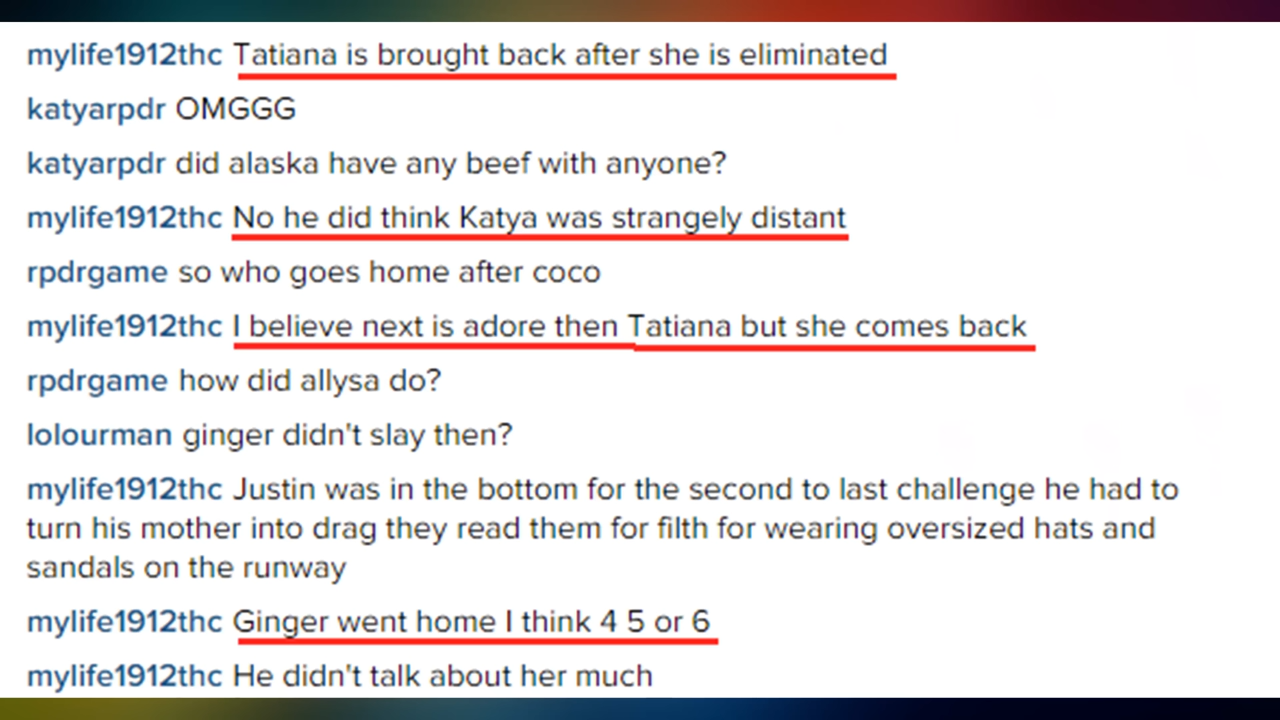 mylife1912thc Tatiana is brought back after she is eliminated
katyarpdr OMGGG
katyarpdr did alaska have any beef with anyone?
mylife1912thc No he did think Katya was strangely distant
rpdrgame so who goes home after coco
mylife1912thc I believe next is adore then Tatiana but she comes back
rpdrgame how did allysa do?
lolourman ginger didn't slay then?
mylife1912thc Justin was in the bottom for the second to last challenge he had to
turn his mother into drag they read them for filth for wearing oversized hats and
sandals on the runway
mylife1912thc Ginger went home I think 4 5 or 6
mylife1912thc He didn't talk about her much